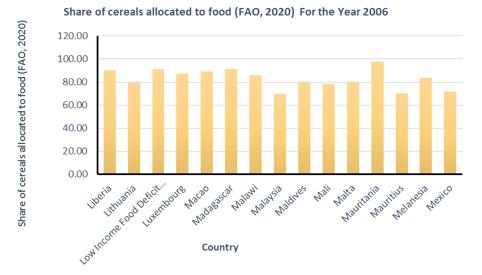 Share of cereals allocated to food (FAO, 2020) For the Year 2006
Share of cereals allocated to food (FAO, 2020)
120.00
100.00
80.00
60.00
40.00
20.00
0.00
Liberia
Lithuania
Low Income Food Deficit...
Luxembourg
Macao
Madagascar
Malawi
Malaysia
Maldives
Mali
Malta
Mauritania
Mauritius
Melanesia
Mexico
Country